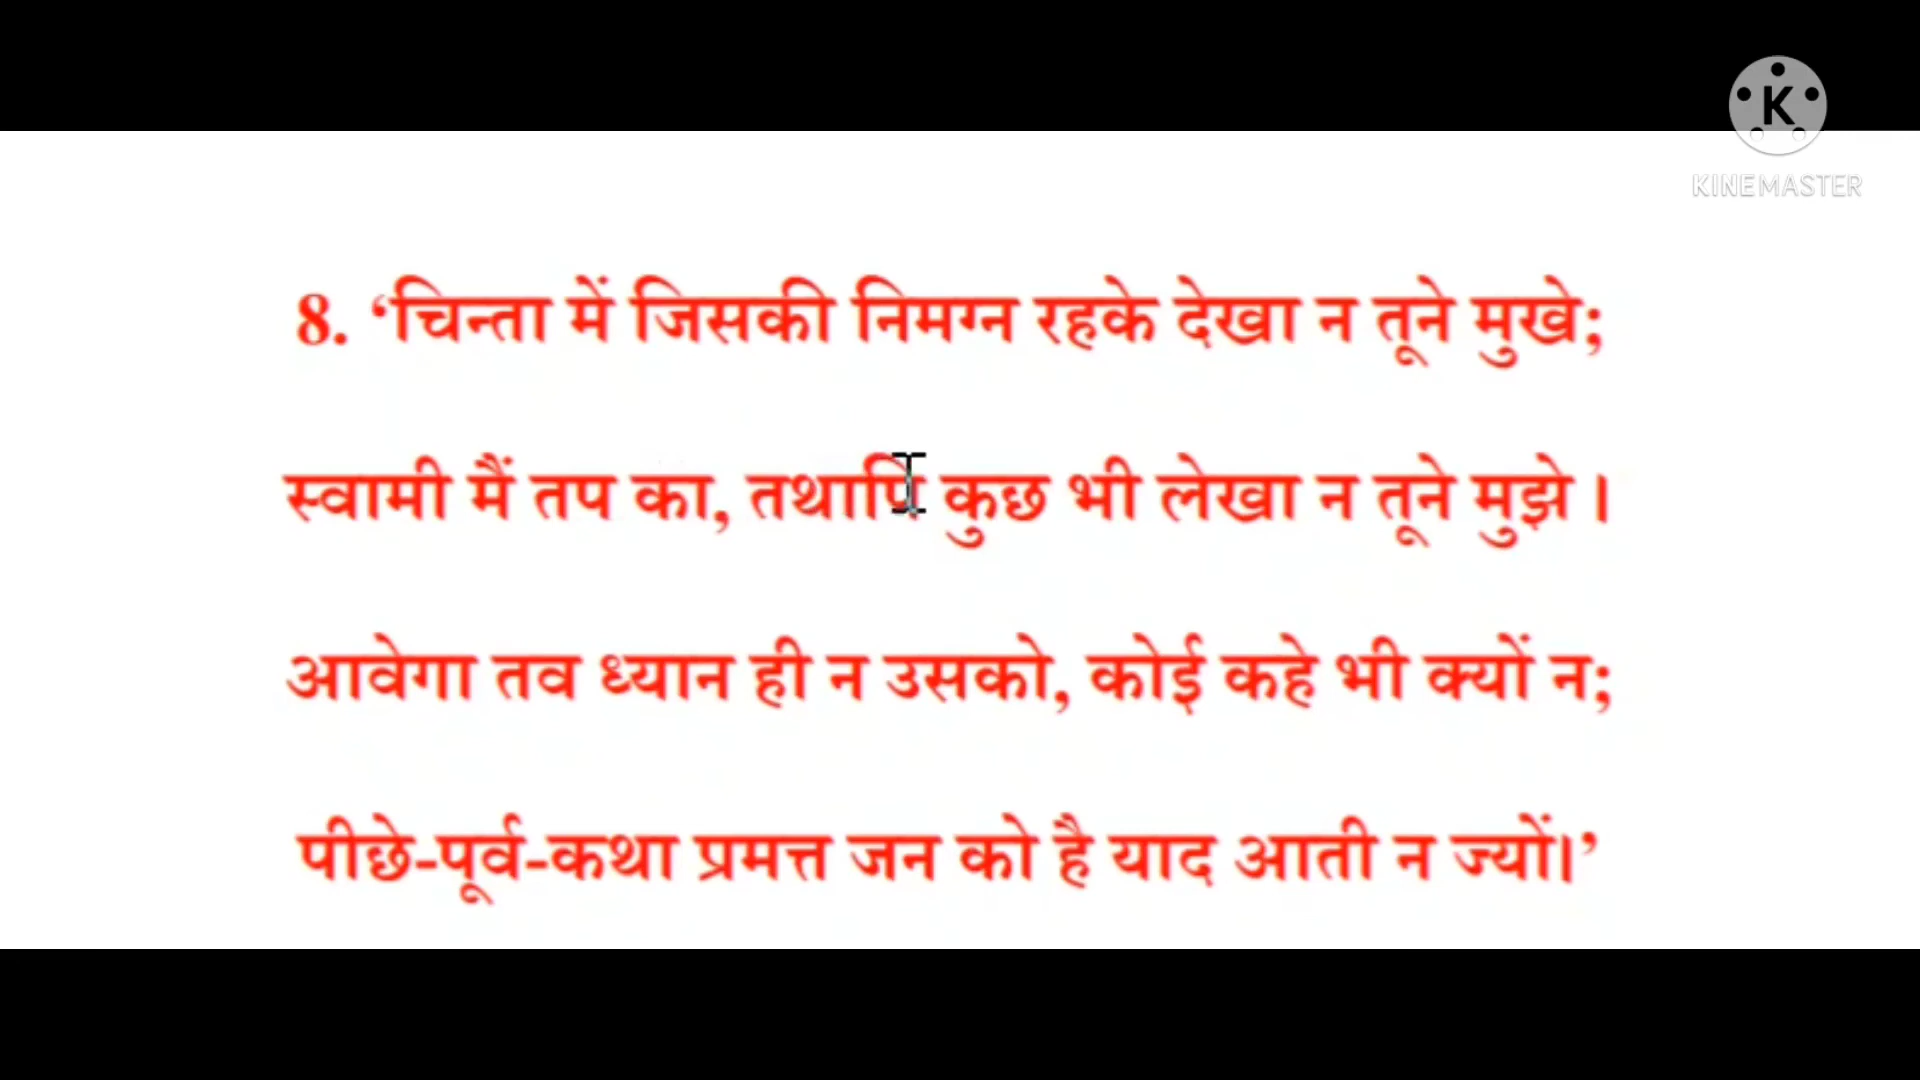 KINEMASTER
8. ‘चिन्ता में जिसकी निमग्न रहके देखा न तूने मुखे;
स्वामी मैं तप का, तथापि कुछ भी लेखा न तूने मुझे।
आवेगा तव ध्यान ही न उसको, कोई कहे भी क्यों न;
पीछे-पूर्व-कथा प्रमत्त जन को है याद आती न ज्यों।’